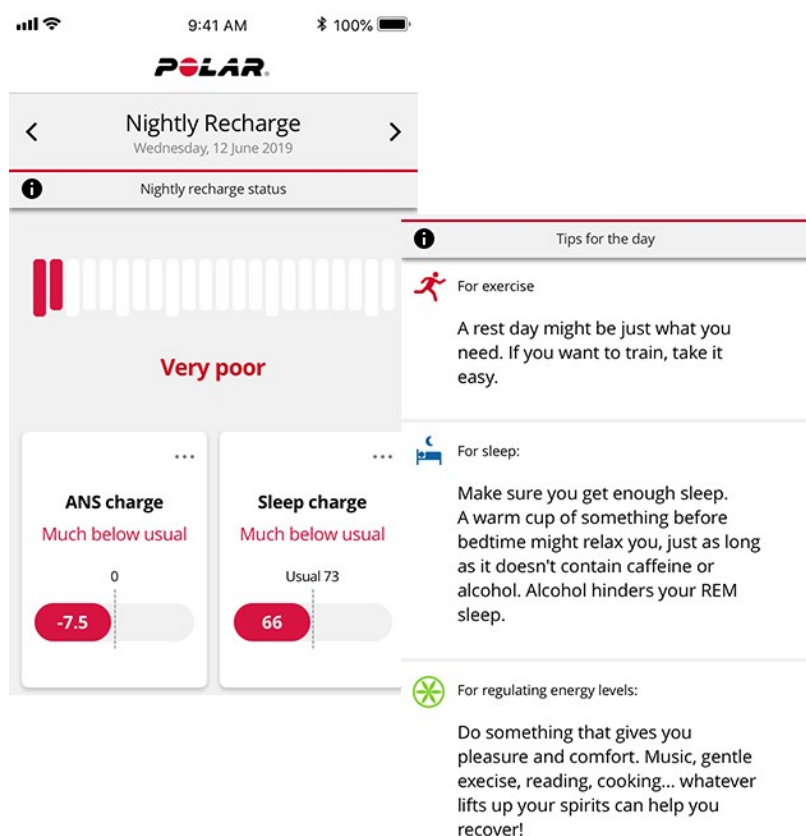 9:41 AM
100%
POLAR
Nightly Recharge
Wednesday, 12 June 2019
Nightly recharge status
Very poor
ANS charge
Much below usual
0
-7.5
Sleep charge
Much below usual
Usual 73
66
Tips for the day
For exercise
A rest day might be just what you
need. If you want to train, take it
easy.
For sleep:
Make sure you get enough sleep.
A warm cup of something before
bedtime might relax you, just as long
as it doesn't contain caffeine or
alcohol. Alcohol hinders your REM
sleep.
For regulating energy levels:
Do something that gives you
pleasure and comfort. Music, gentle
execise, reading, cooking... whatever
lifts up your spirits can help you
recover!